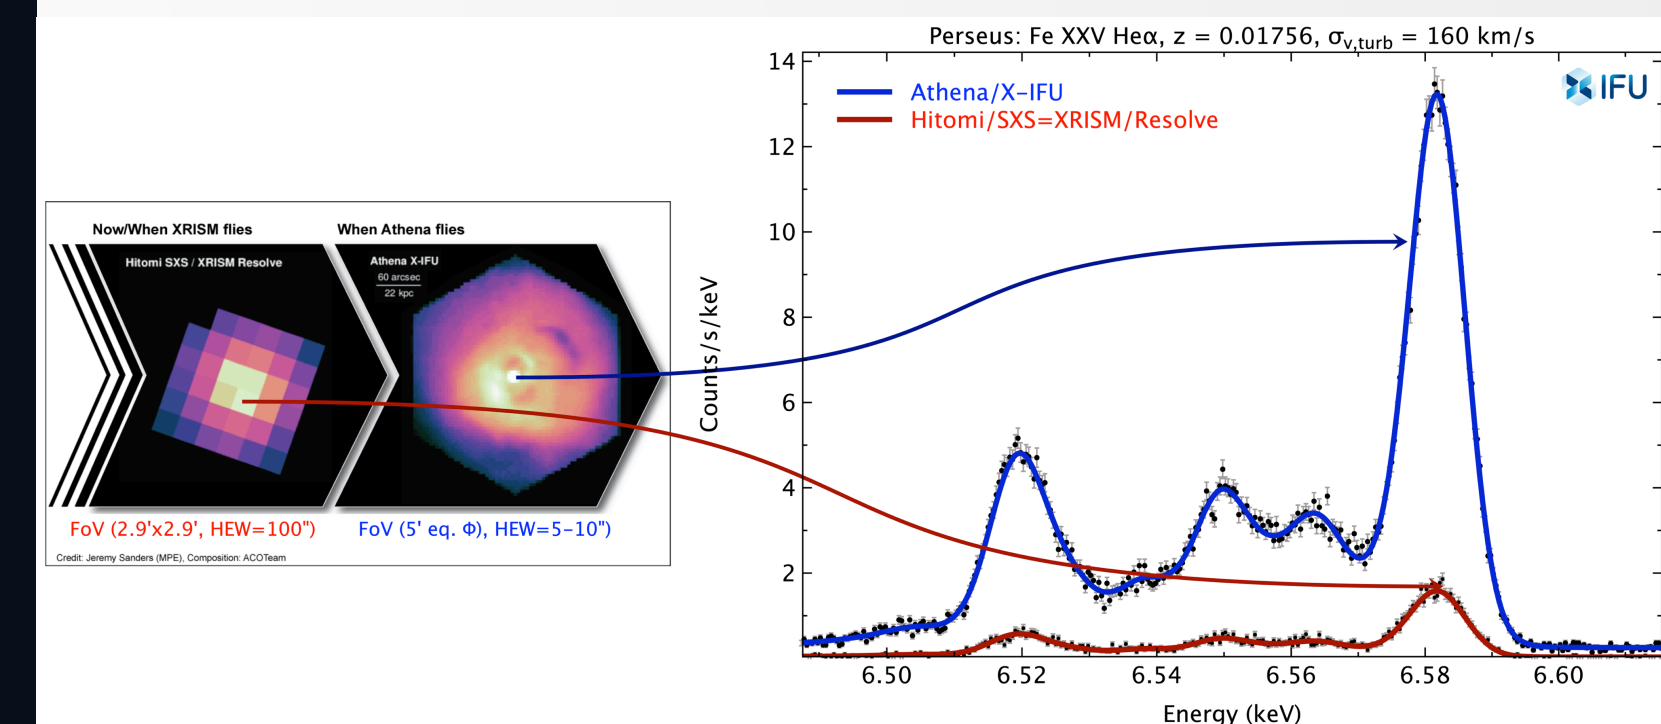 Now/When XRISM flies
When Athena flies
Hitomi SXS / XRISM Resolve
Athena X-IFU
60 arcsec
22 kpc
FoV (2.9'x2.9', HEW=100")
FoV (5' eq. Φ), HEW=5-10")
Credit: Jeremy Sanders (MPE), Composition: ACOTeam
Perseus: Fe XXV Heα, z = 0.01756, σv,turb = 160 km/s
Athena/X-IFU
Hitomi/SXS=XRISM/Resolve
X IFU
Counts/s/keV
14
12
10
8
6
4
2
6.50 6.52 6.54 6.56 6.58 6.60
Energy (keV)